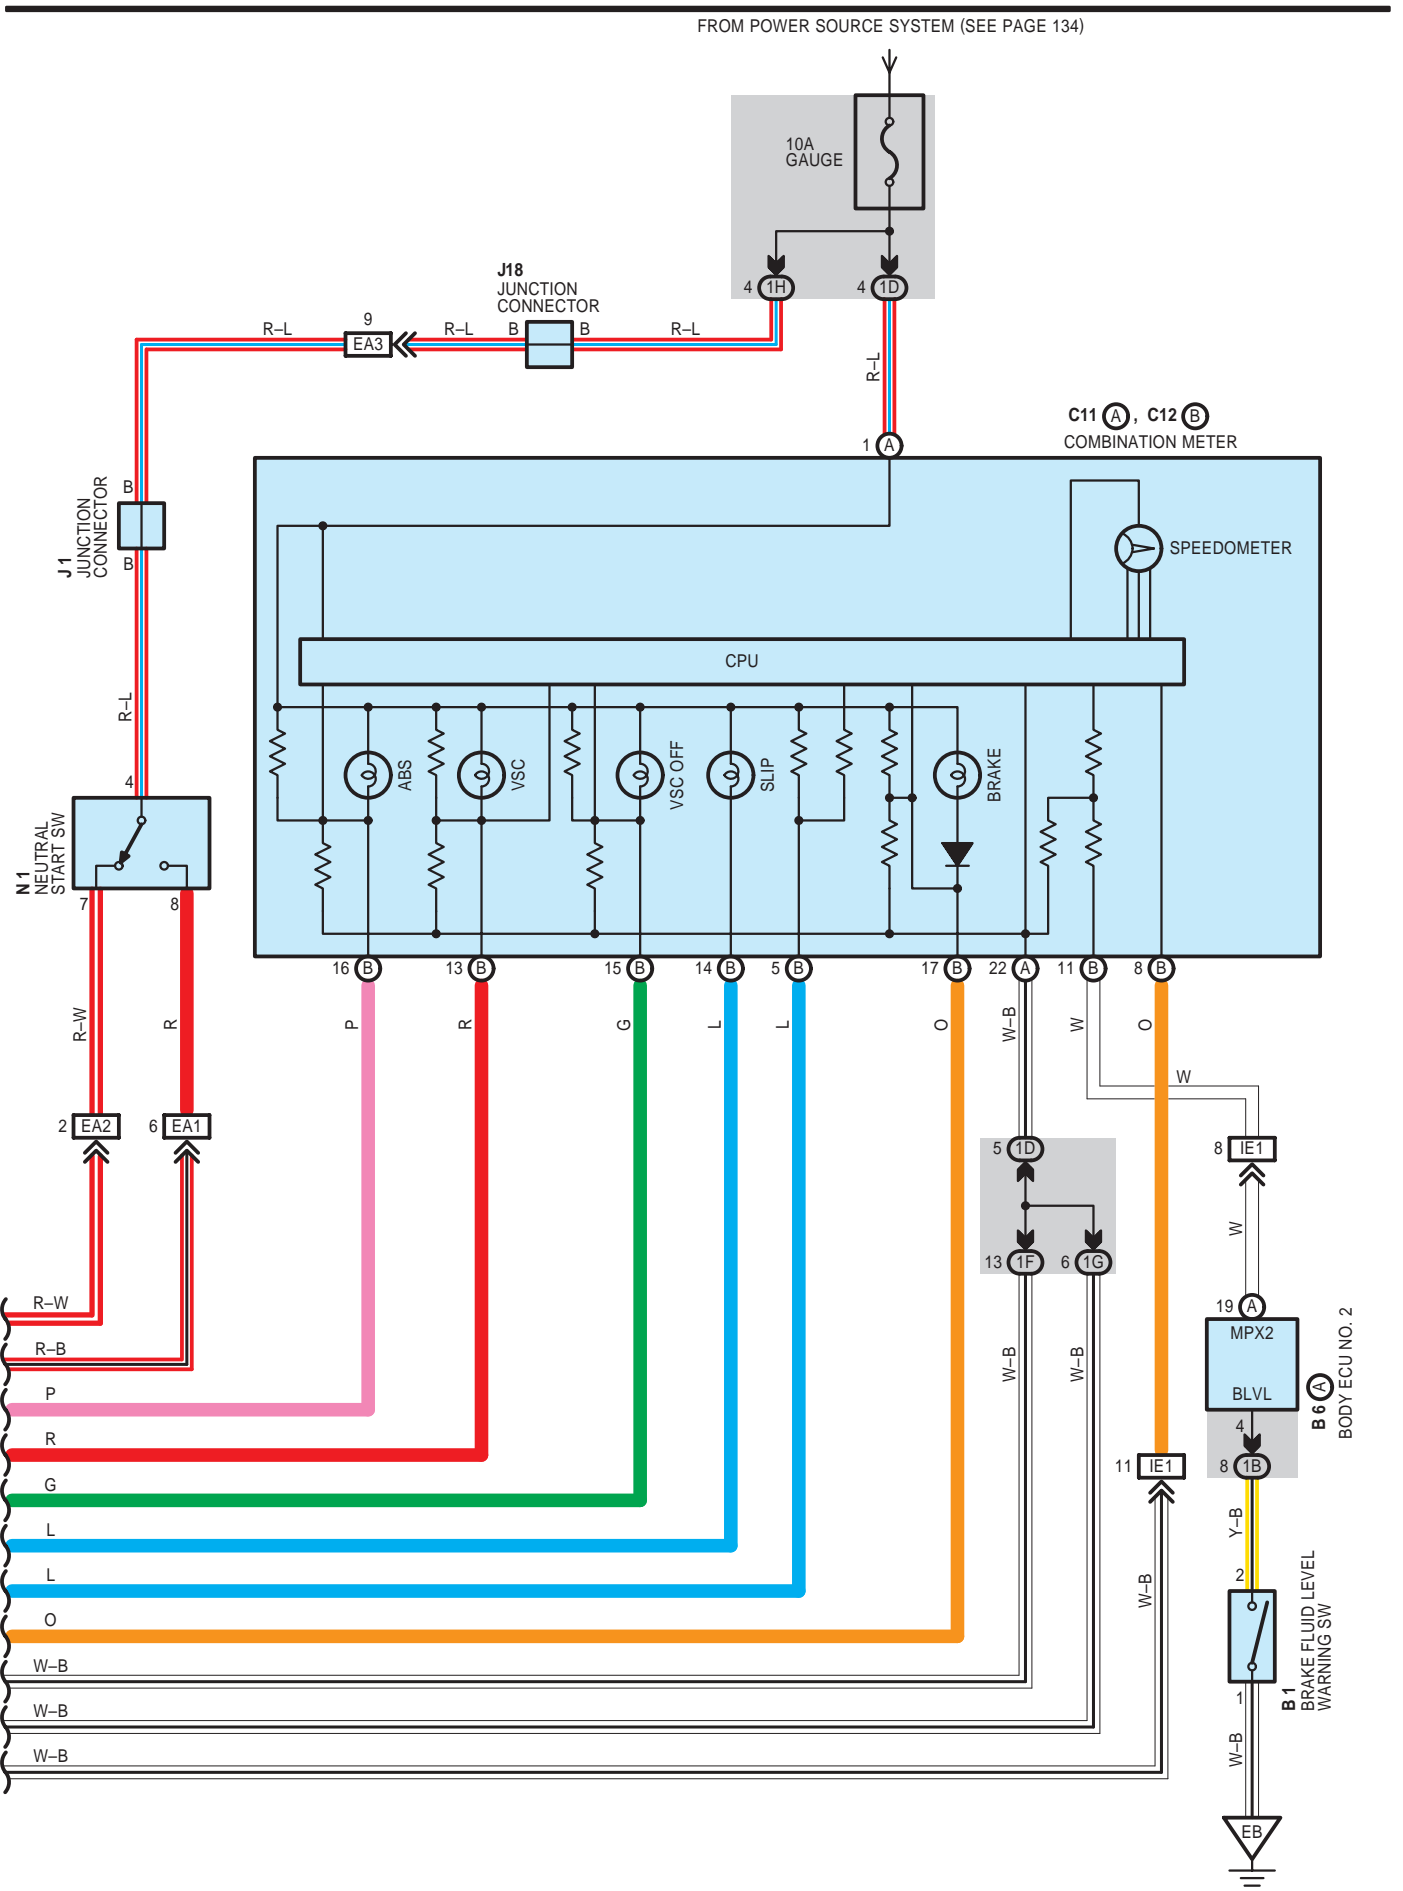 FROM POWER SOURCE SYSTEM (SEE PAGE 134)
10A
GAUGE
4 1H
4 1D
J18
JUNCTION
CONNECTOR
R–L
9
EA3
R–L
B
B
R–L
R–L
C11 A , C12 B
COMBINATION METER
1 A
B
J 1
JUNCTION
CONNECTOR
B
SPEEDOMETER
CPU
R–L
ABS
VSC
VSC OFF
SLIP
BRAKE
4
N 1
NEUTRAL
START SW
7
8
16 B
13 B
15 B
14 B
5 B
17 B
22 A
11 B
8 B
R–W
R
P
R
G
L
L
O
W–B
W
O
W
2 EA2
6 EA1
5 1D
8 IE1
W
13 1F
6 1G
R–W
19 A
MPX2
BLVL
B 6 A
BODY ECU NO. 2
R–B
W–B
W–B
P
4
R
11 IE1
8 1B
G
Y–B
L
L
2
W–B
B 1
BRAKE FLUID LEVEL
WARNING SW
O
W–B
1
W–B
W–B
W–B
EB